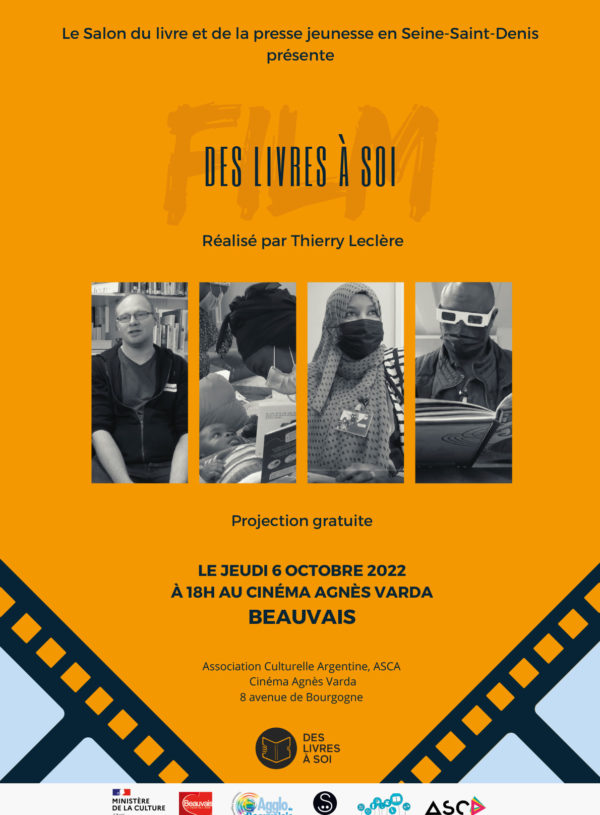 Le Salon du livre et de la presse jeunesse en Seine-Saint-Denis
présente
FILM
DES LIVRES À SOI
Réalisé par Thierry Leclère
Projection gratuite
LE JEUDI 6 OCTOBRE 2022
À 18H AU CINÉMA AGNÈS VARDA
BEAUVAIS
Association Culturelle Argentine, ASCA
Cinéma Agnès Varda
8 avenue de Bourgogne
DES
LIVRES
À SOI
MINISTÈRE
DE LA CULTURE
Beauvais
Agglo
ASCA